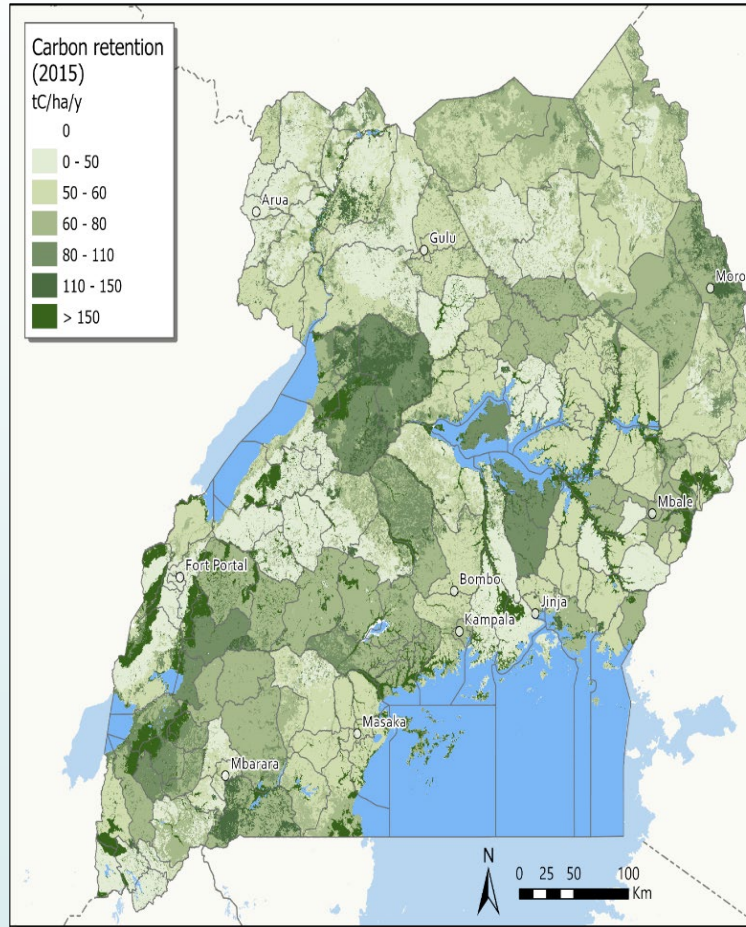 Carbon retention
(2015)
tC/ha/y
0
0 - 50
50 - 60
60 - 80
80 - 110
110 - 150
> 150
Arua
Gulu
Moro
Mbale
Fort Portal
Bombo
Jinja
Kampala
Masaka
Mbarara
N
0 25 50 100
Km